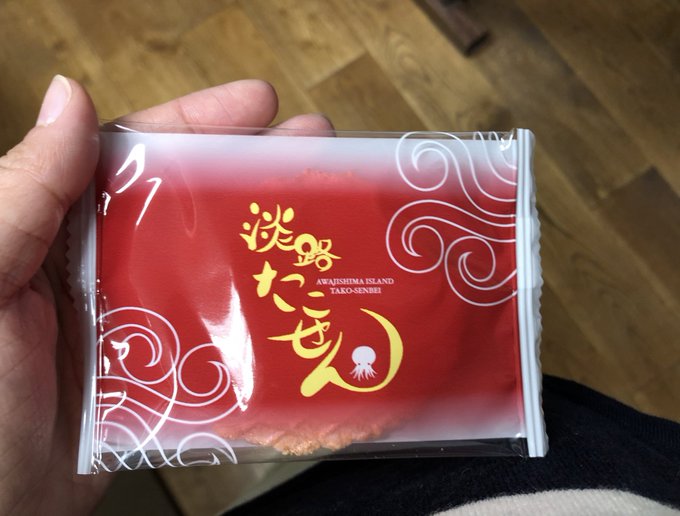 淡路
たこせん
AWAJISHIMA ISLAND
TAKO-SENBEI